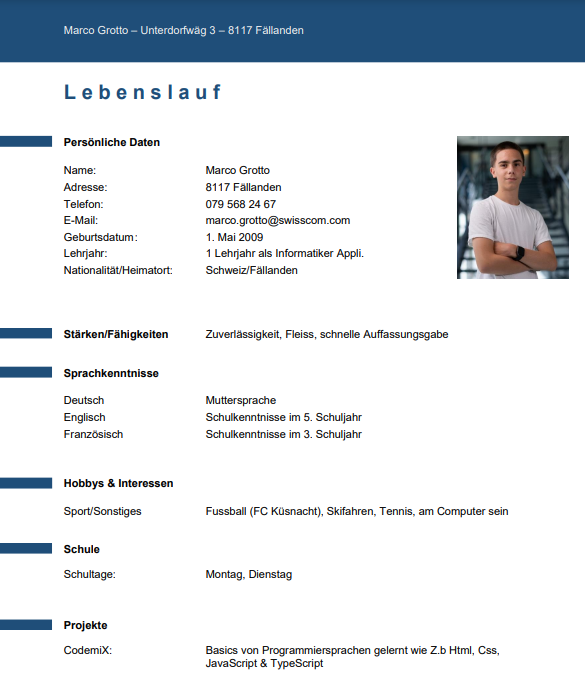 Marco Grotto – Unterdorfwäg 3 – 8117 Fällanden
Lebenslauf
Persönliche Daten
Name: Marco Grotto
Adresse: 8117 Fällanden
Telefon: 079 568 24 67
E-Mail: marco.grotto@swisscom.com
Geburtsdatum: 1. Mai 2009
Lehrjahr: 1 Lehrjahr als Informatiker Appli.
Nationalität/Heimatort: Schweiz/Fällanden
Stärken/Fähigkeiten Zuverlässigkeit, Fleiss, schnelle Auffassungsgabe
Sprachkenntnisse
Deutsch Muttersprache
Englisch Schulkenntnisse im 5. Schuljahr
Französisch Schulkenntnisse im 3. Schuljahr
Hobbys & Interessen
Sport/Sonstiges Fussball (FC Küsnacht), Skifahren, Tennis, am Computer sein
Schule
Schultage: Montag, Dienstag
Projekte
CodemiX: Basics von Programmiersprachen gelernt wie Z.b Html, Css,
JavaScript & TypeScript